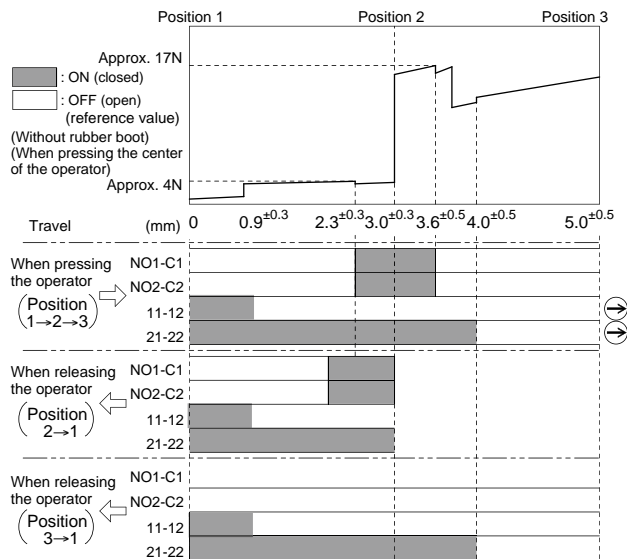 Position 1 Position 2 Position 3
Approx. 17N
: ON (closed)
: OFF (open)
(reference value)
(Without rubber boot)
(When pressing the center
of the operator)
Approx. 4N
Travel (mm) 0 0.9±0.3 2.3±0.3 3.0±0.3 3.6±0.5 4.0±0.5 5.0±0.5
When pressing
the operator
(Position
1→2→3)
NO1-C1
NO2-C2
11-12
21-22
When releasing
the operator
(Position
2→1)
NO1-C1
NO2-C2
11-12
21-22
When releasing
the operator
(Position
3→1)
NO1-C1
NO2-C2
11-12
21-22